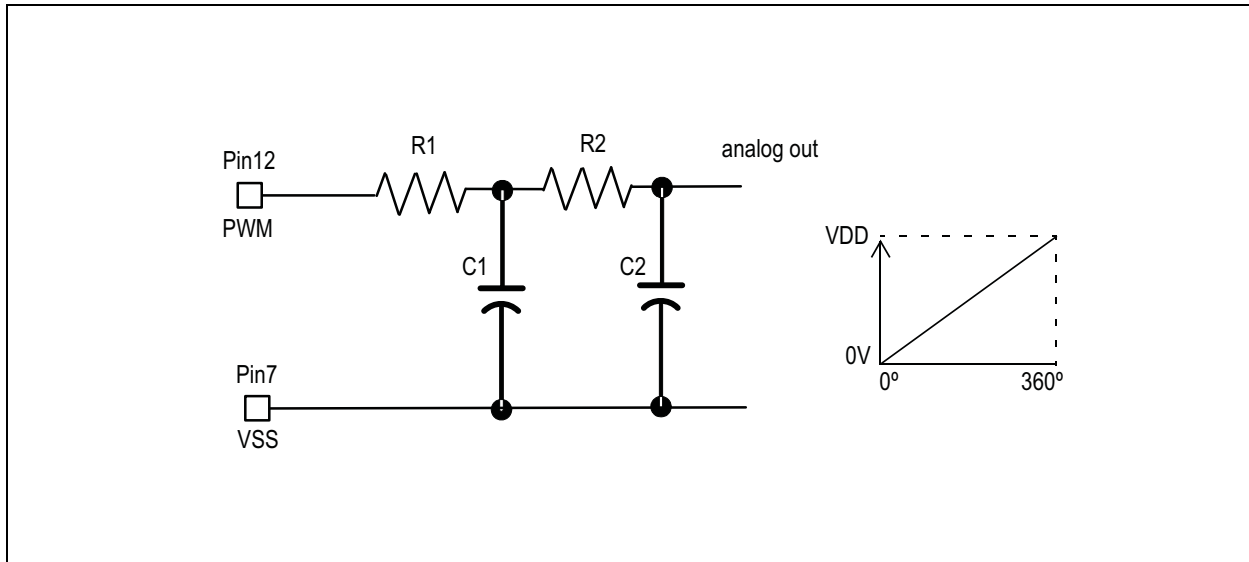 R1
R2
analog out
Pin12
PWM
C1
C2
VDD
0V
0º
360º
Pin7
VSS